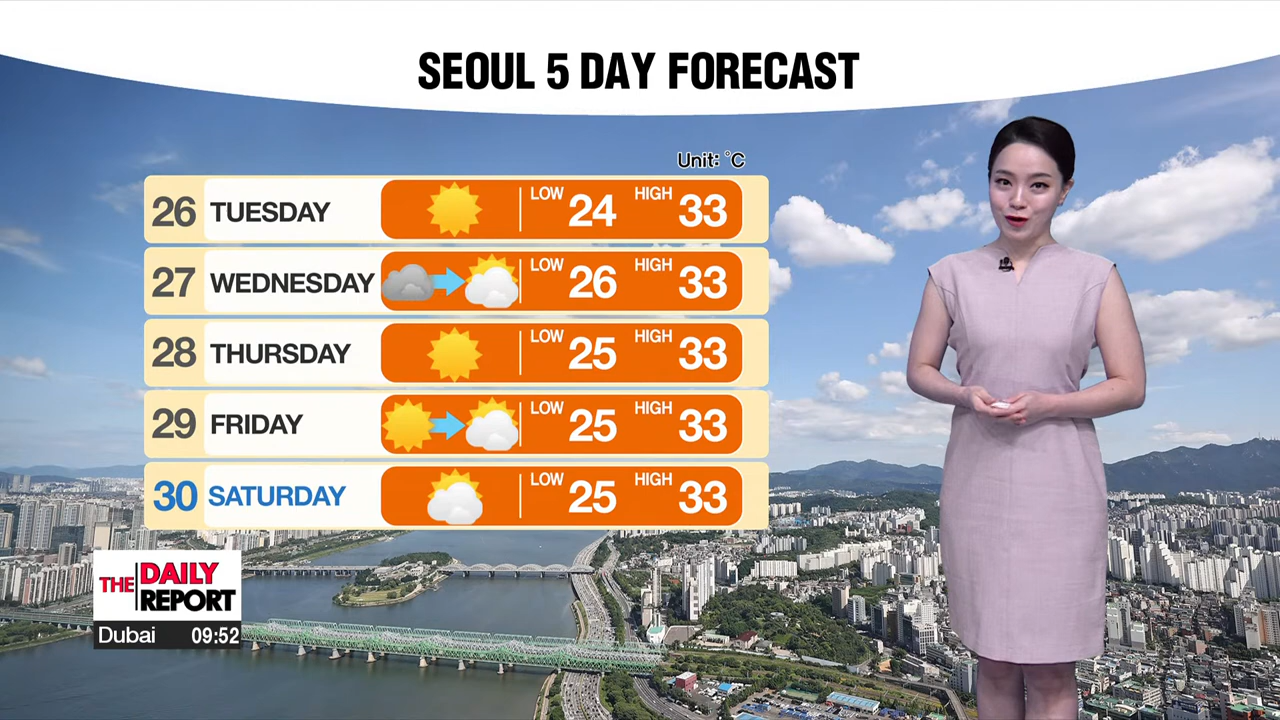 SEOUL 5 DAY FORECAST
Unit: °C
26 TUESDAY LOW 24 HIGH 33
27 WEDNESDAY LOW 26 HIGH 33
28 THURSDAY LOW 25 HIGH 33
29 FRIDAY LOW 25 HIGH 33
30 SATURDAY LOW 25 HIGH 33
THE DAILY
REPORT
Dubai 09:52